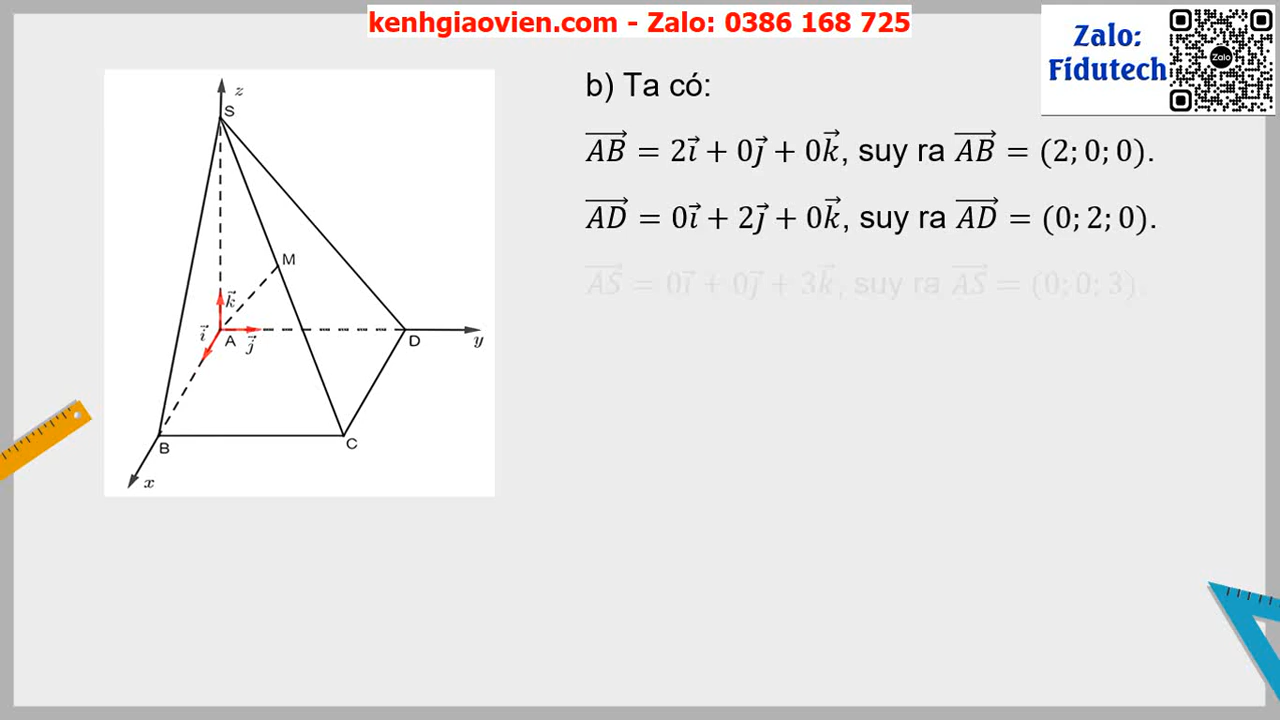 kenhgiaovien.com - Zalo: 0386 168 725
Zalo:
Fidutech
Zalo
b) Ta có:
$\overrightarrow{AB} = 2\vec{i} + 0\vec{j} + 0\vec{k}$, suy ra $\overrightarrow{AB} = (2; 0; 0)$.
$\overrightarrow{AD} = 0\vec{i} + 2\vec{j} + 0\vec{k}$, suy ra $\overrightarrow{AD} = (0; 2; 0)$.
$\overrightarrow{AS} = 0\vec{i} + 0\vec{j} + 3\vec{k}$, suy ra $\overrightarrow{AS} = (0; 0; 3)$.
z
S
M
$\vec{k}$
$\vec{i}$
A
$\vec{j}$
D
y
B
C
x